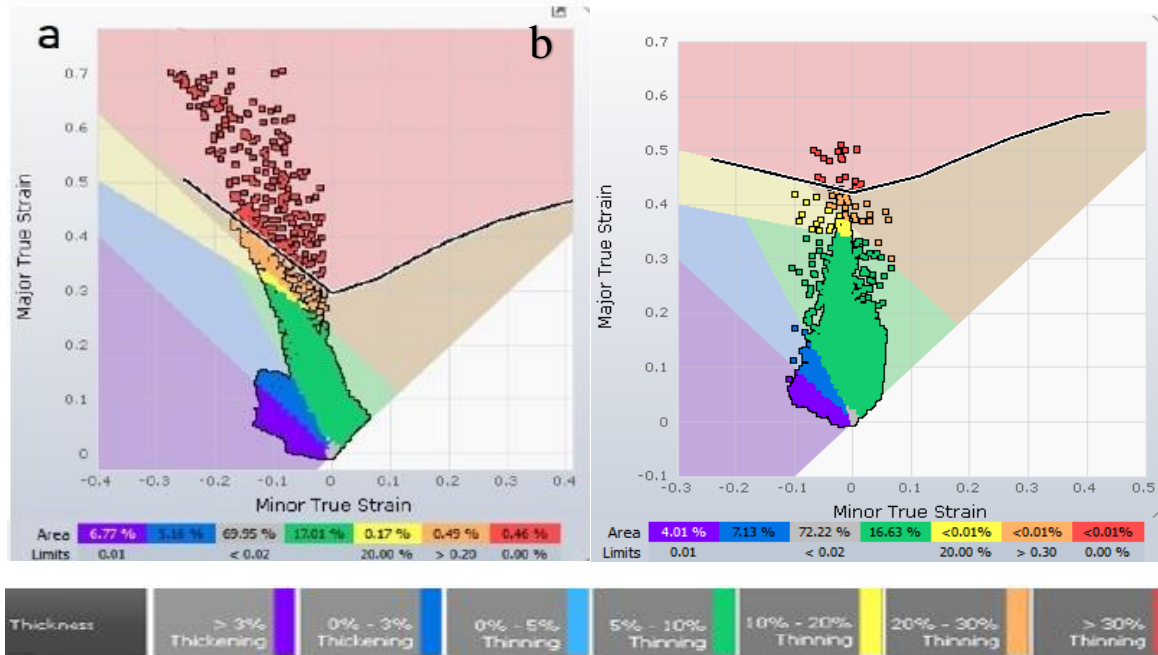 a
b
0.7
0.6
0.5
0.4
0.3
0.2
0.1
0
Major True Strain
-0.4
-0.3
-0.2
-0.1
0
0.1
0.2
0.3
0.4
Minor True Strain
Area 6.77 % 5.16 % 69.95 % 17.01 % 0.17 % 0.49 % 0.46 %
Limits 0.01 < 0.02 20.00 % > 0.20 0.00 %
0.7
0.6
0.5
0.4
0.3
0.2
0.1
0
-0.1
Major True Strain
-0.3
-0.2
-0.1
0
0.1
0.2
0.3
0.4
0.5
Minor True Strain
Area 4.01 % 7.13 % 72.22 % 16.63 % <0.01% <0.01% <0.01%
Limits 0.01 < 0.02 20.00 % > 0.30 0.00 %
Thickness
> 3%
Thickening
0% - 3%
Thickening
0% - 5%
Thinning
5% - 10%
Thinning
10% - 20%
Thinning
20% - 30%
Thinning
> 30%
Thinning